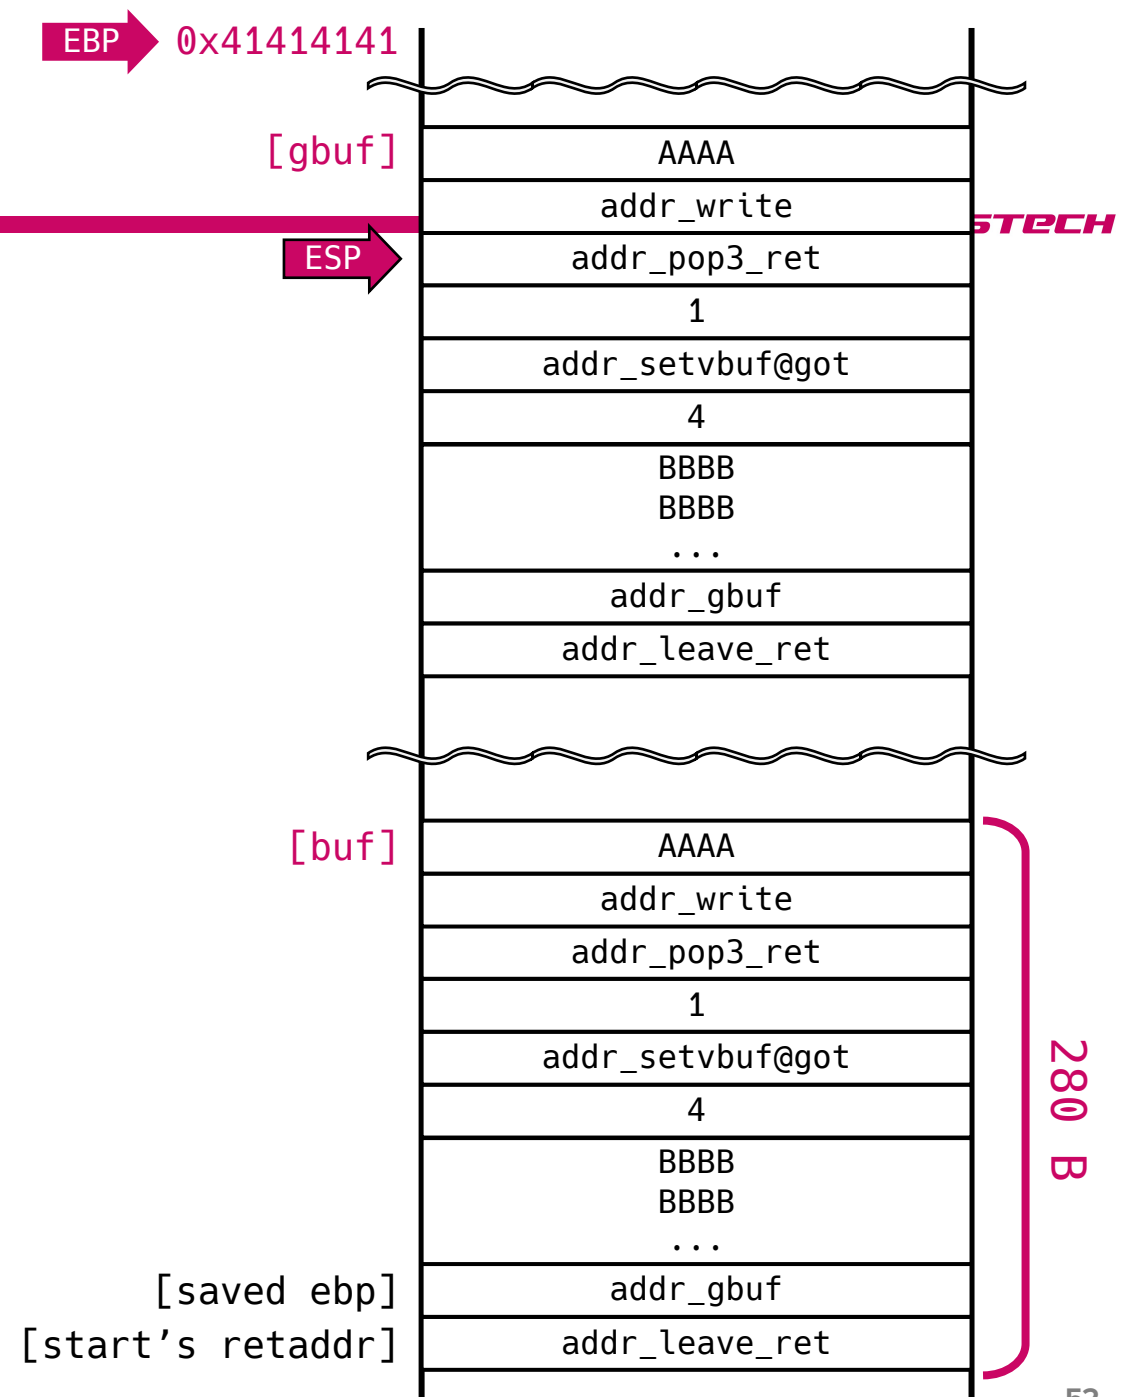 EBP 0x41414141
[gbuf] AAAA
addr_write
STECH
ESP addr_pop3_ret
1
addr_setvbuf@got
4
BBBB
BBBB
...
addr_gbuf
addr_leave_ret
[buf] AAAA
addr_write
addr_pop3_ret
1
addr_setvbuf@got
4
280 B
BBBB
BBBB
...
[saved ebp] addr_gbuf
[start’s retaddr] addr_leave_ret